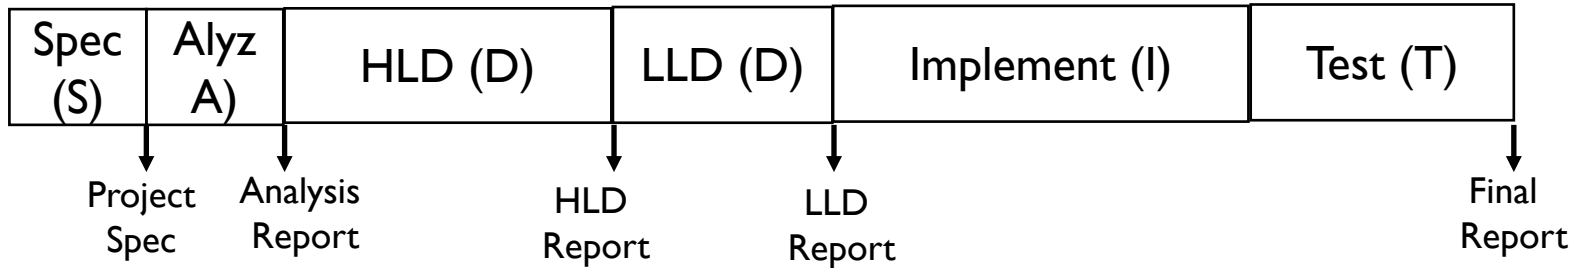 Spec
(S)
Alyz
A)
HLD (D)
LLD (D)
Implement (I)
Test (T)
Project
Spec
Analysis
Report
HLD
Report
LLD
Report
Final
Report